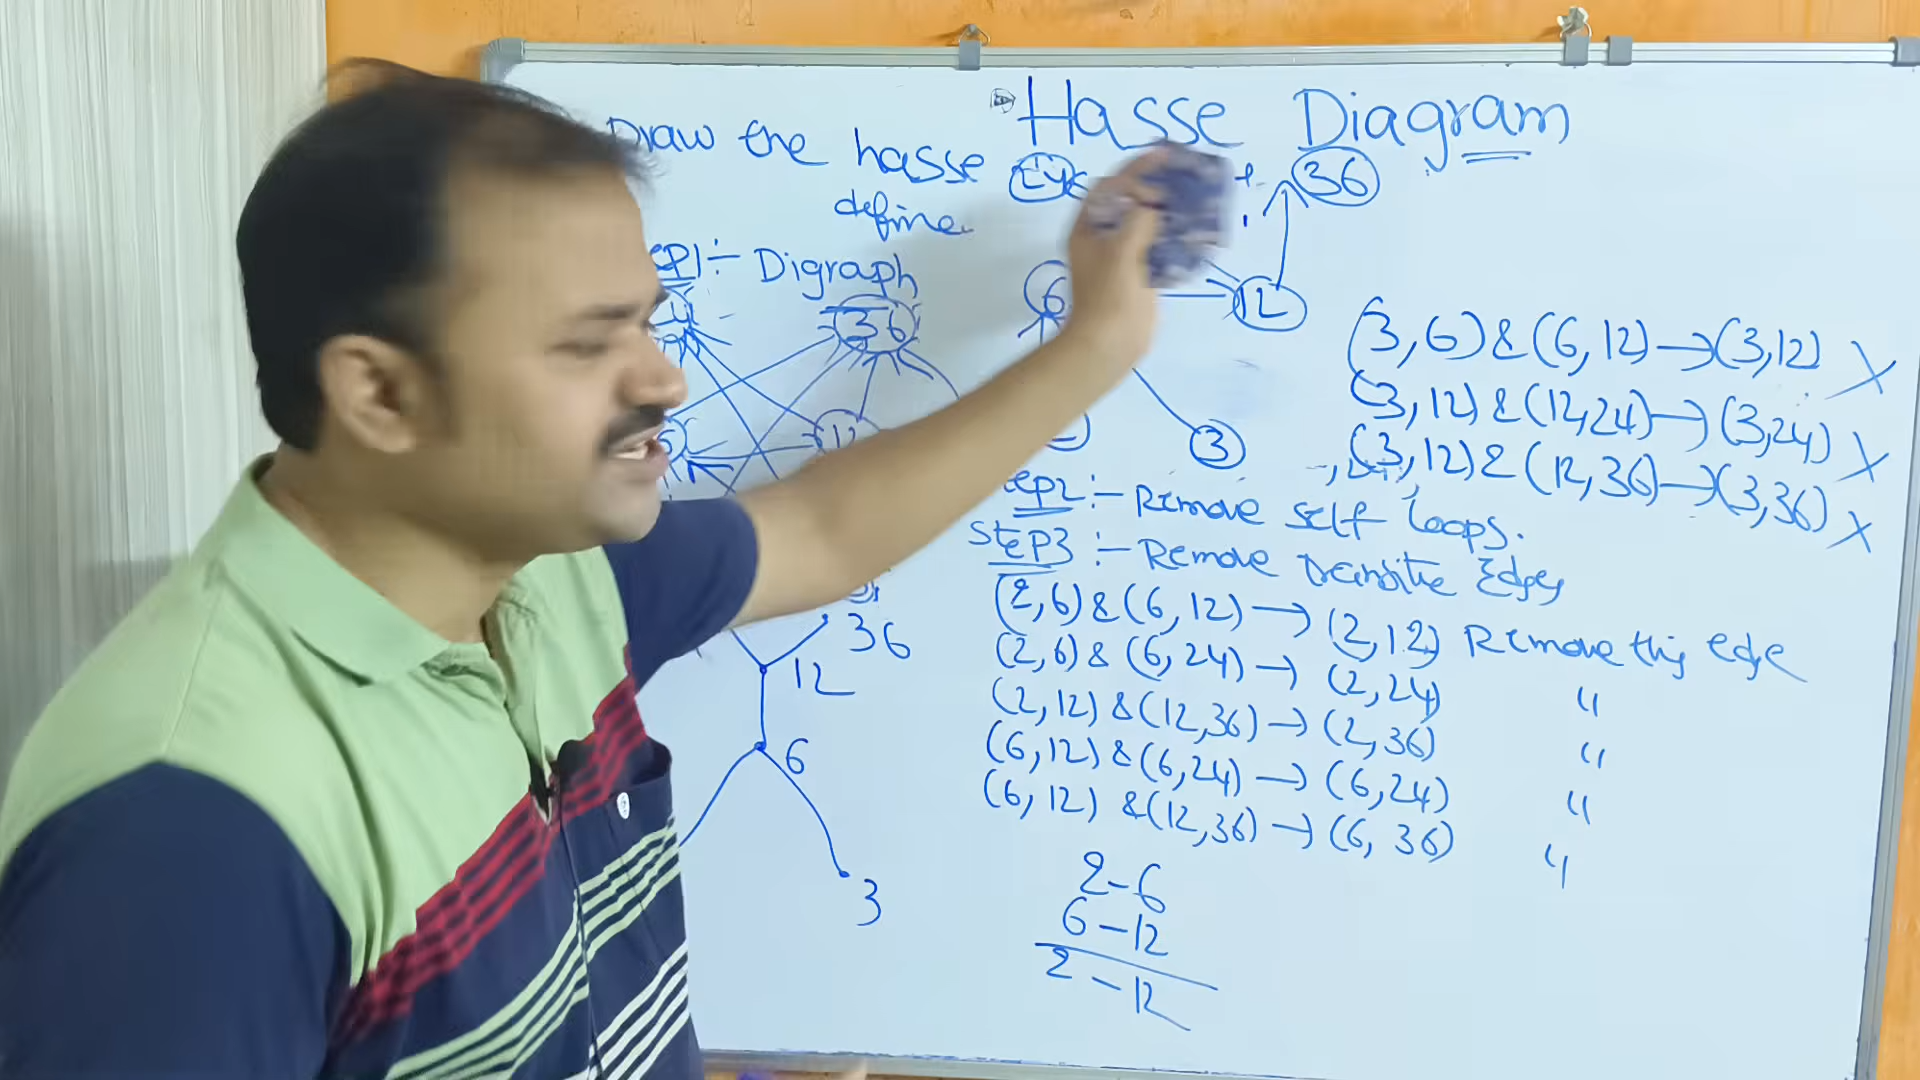 Hasse Diagram
Draw the hasse
define
36
Step1:- Digraph
6
12
36
12
3
(3,6) & (6,12) → (3,12) X
(3,12) & (12,24) → (3,24) X
(3,12) & (12,36) → (3,36) X
Step2:- Remove self loops.
Step3:- Remove Transitive Edges
(2,6) & (6,12) → (2,12) Remove this edge
(2,6) & (6,24) → (2,24) "
(2,12) & (12,36) → (2,36) "
(6,12) & (6,24) → (6,24) "
(6,12) & (12,36) → (6,36) "
36
12
6
3
2-6
6-12
2-12